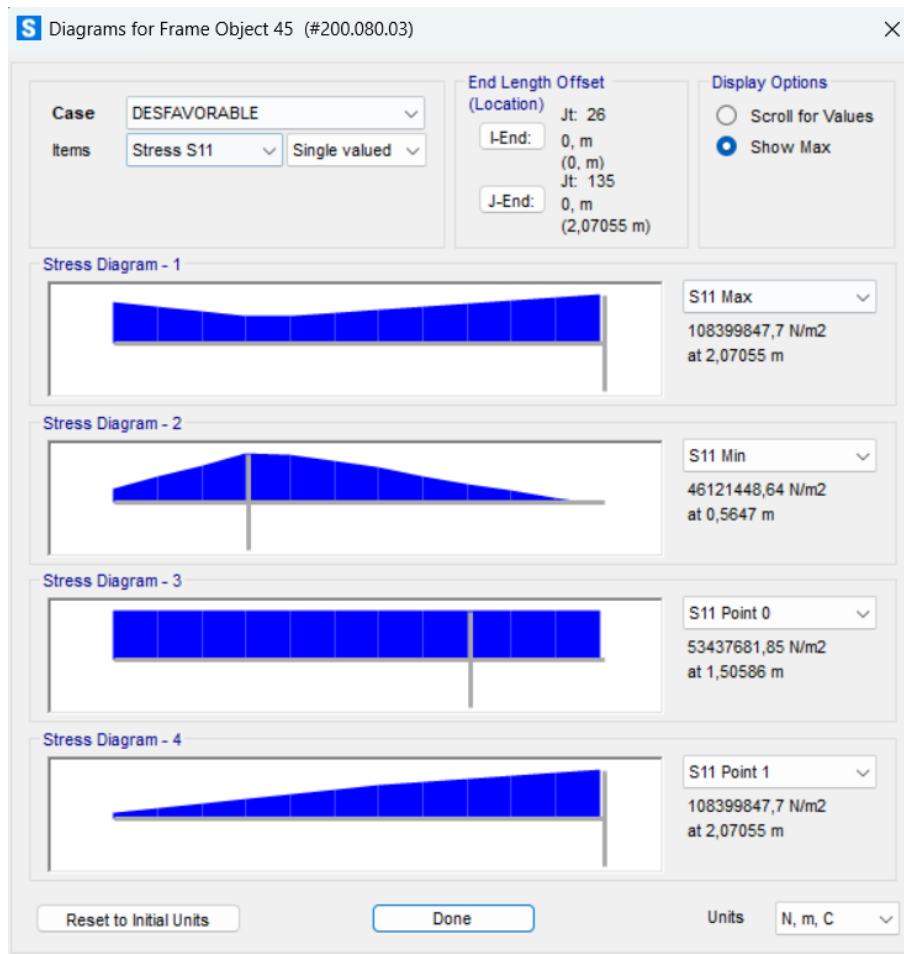 S Diagrams for Frame Object 45 (#200.080.03)
Case DESFAVORABLE
Items Stress S11 Single valued
End Length Offset
(Location)
Jt: 26
I-End: 0, m
(0, m)
Jt: 135
J-End: 0, m
(2,07055 m)
Display Options
Scroll for Values
Show Max
Stress Diagram - 1
S11 Max
108399847,7 N/m2
at 2,07055 m
Stress Diagram - 2
S11 Min
46121448,64 N/m2
at 0,5647 m
Stress Diagram - 3
S11 Point 0
53437681,85 N/m2
at 1,50586 m
Stress Diagram - 4
S11 Point 1
108399847,7 N/m2
at 2,07055 m
Reset to Initial Units
Done
Units N, m, C